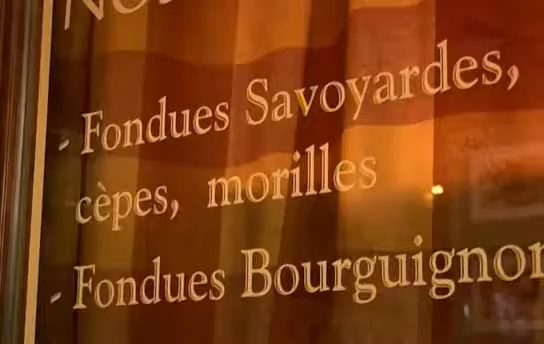 - Fondues Savoyardes,
cèpes, morilles
- Fondues Bourguignon